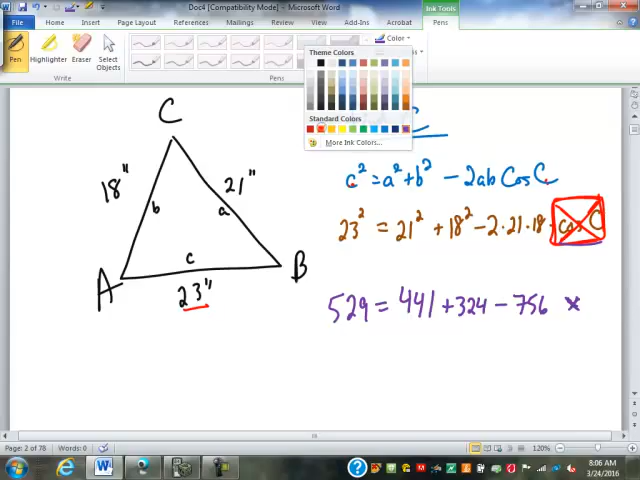 Doc4 [Compatibility Mode] - Microsoft Word
Ink Tools
File Home Insert Page Layout References Mailings Review View Add-Ins Acrobat Pens
Pen Highlighter Eraser Select Objects
Color
Write
Pens
Theme Colors
Standard Colors
More Ink Colors...
C
18"
21"
b
a
c² = a² + b² - 2ab Cos C
23² = 21² + 18² - 2·21·18· cos C
c
A
B
23"
529 = 441 + 324 - 756 x
Page: 2 of 78 Words: 0
120%
8:06 AM
3/24/2016